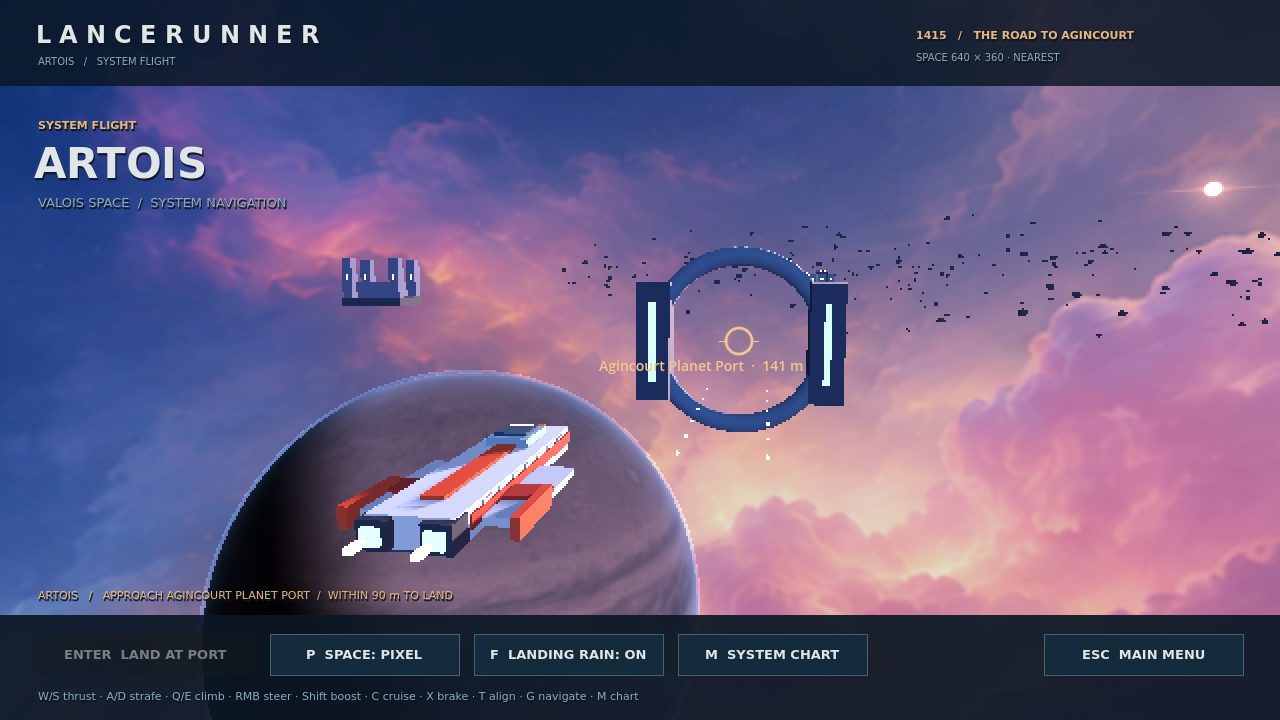 LANCERUNNER
ARTOIS / SYSTEM FLIGHT
1415 / THE ROAD TO AGINCOURT
SPACE 640 × 360 · NEAREST
SYSTEM FLIGHT
ARTOIS
VALOIS SPACE / SYSTEM NAVIGATION
Agincourt Planet Port · 141 m
ARTOIS / APPROACH AGINCOURT PLANET PORT / WITHIN 90 m TO LAND
ENTER LAND AT PORT
P SPACE: PIXEL
F LANDING RAIN: ON
M SYSTEM CHART
ESC MAIN MENU
W/S thrust · A/D strafe · Q/E climb · RMB steer · Shift boost · C cruise · X brake · T align · G navigate · M chart